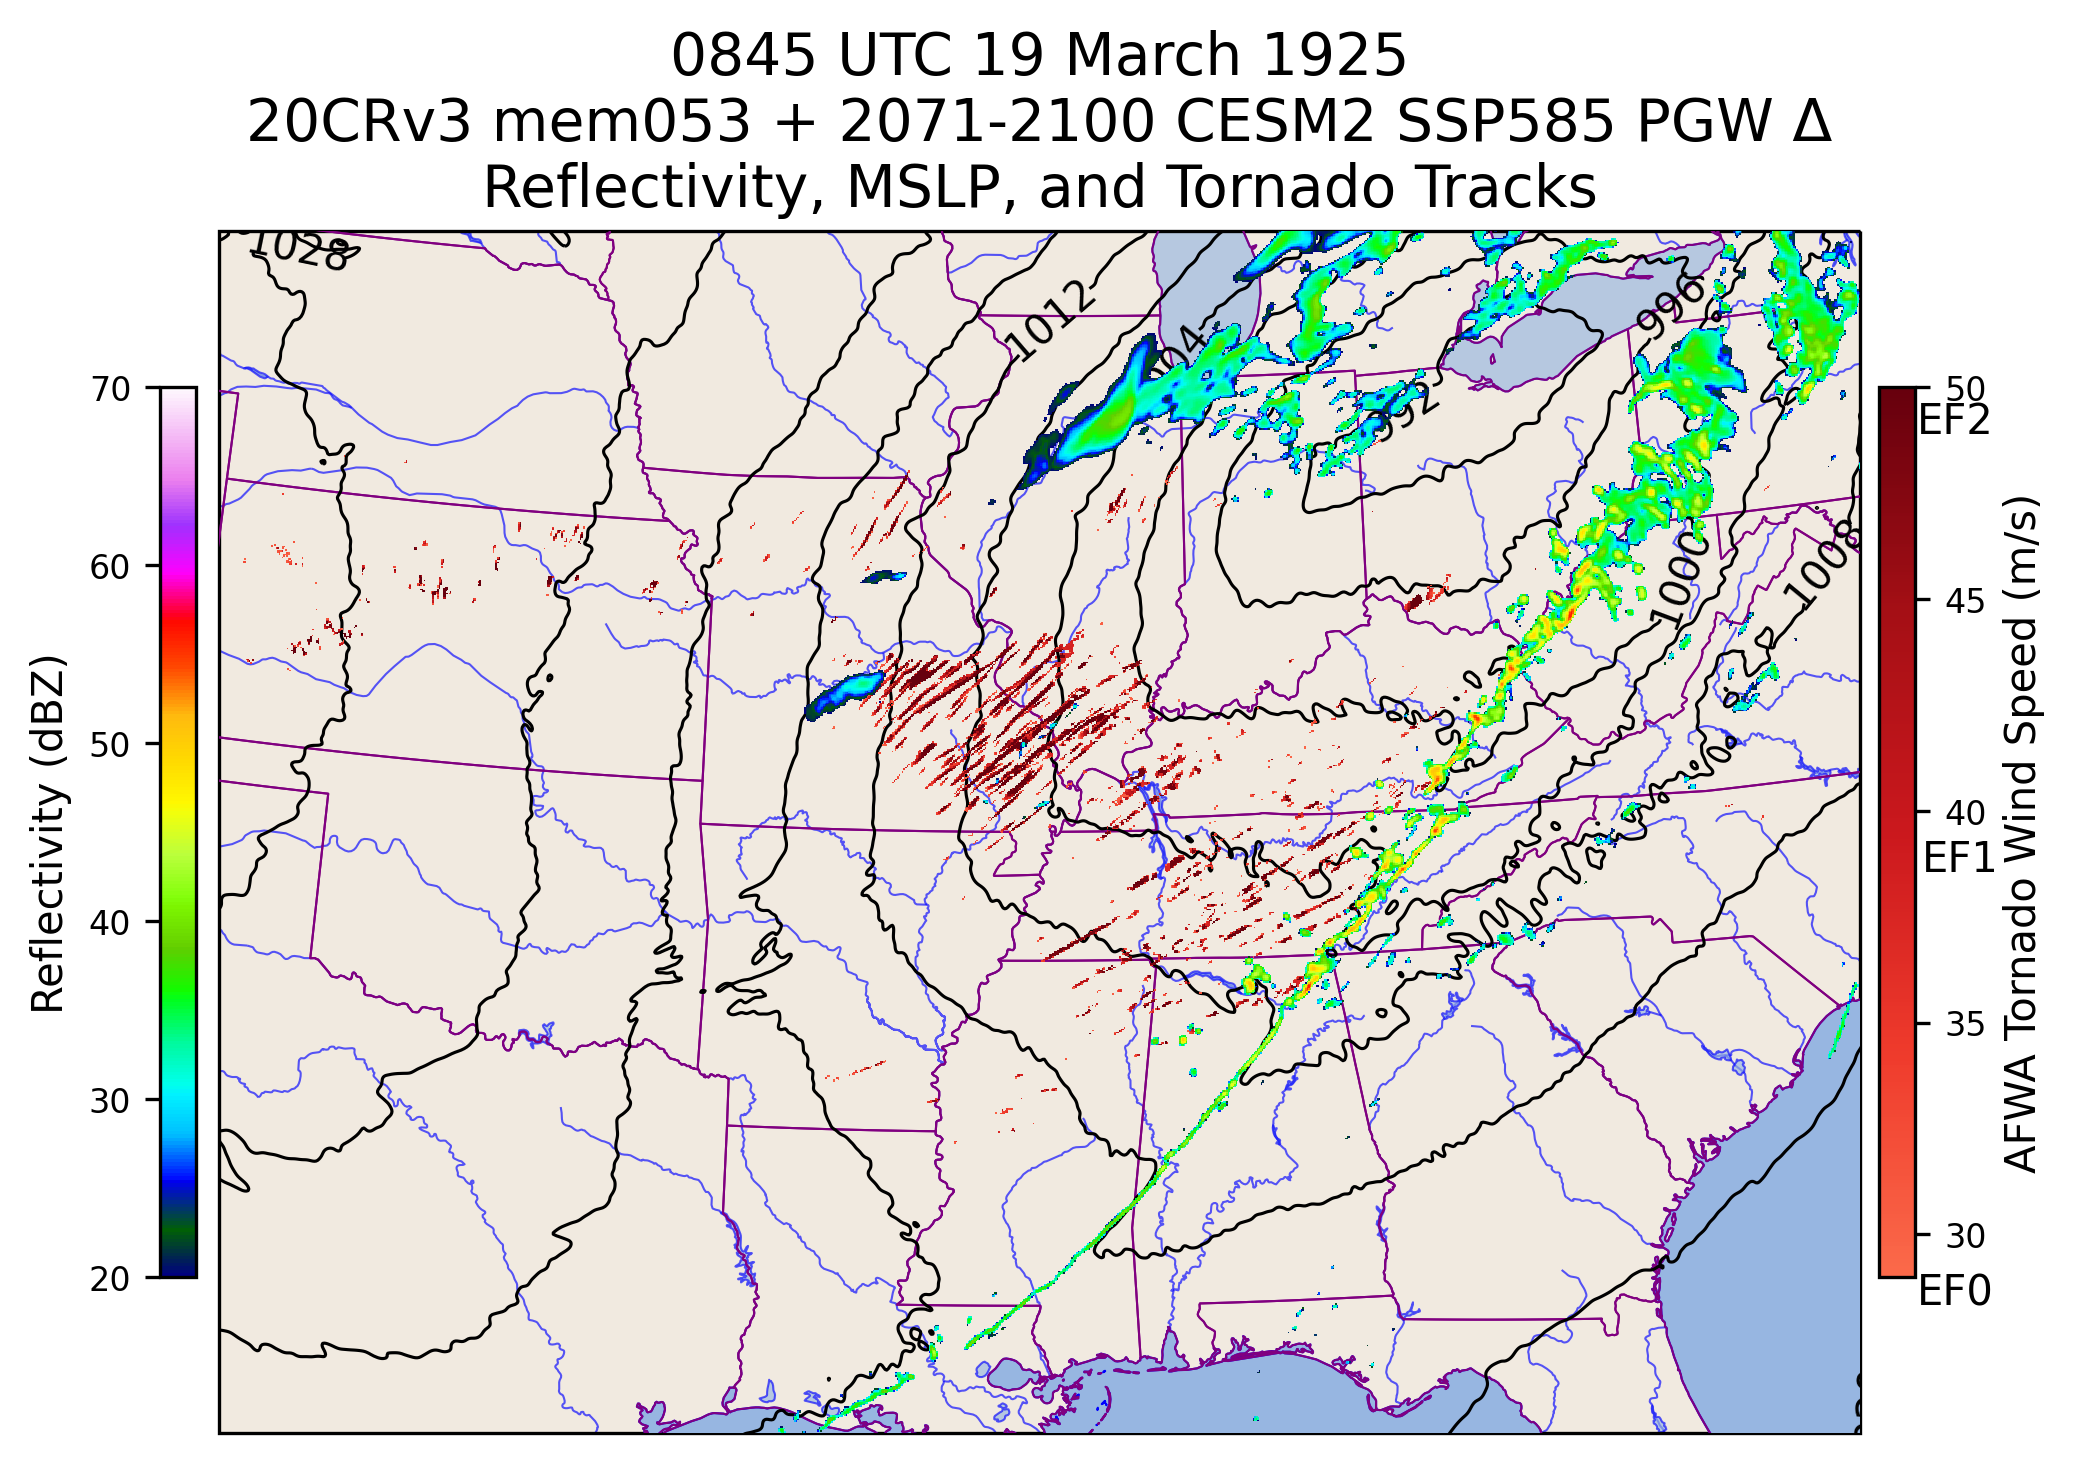 0845 UTC 19 March 1925
20CRv3 mem053 + 2071-2100 CESM2 SSP585 PGW Δ
Reflectivity, MSLP, and Tornado Tracks
1028
1012
996
992
1000
1008
70
60
50
40
30
20
Reflectivity (dBZ)
50
EF2
45
40
EF1
35
30
EF0
AFWA Tornado Wind Speed (m/s)